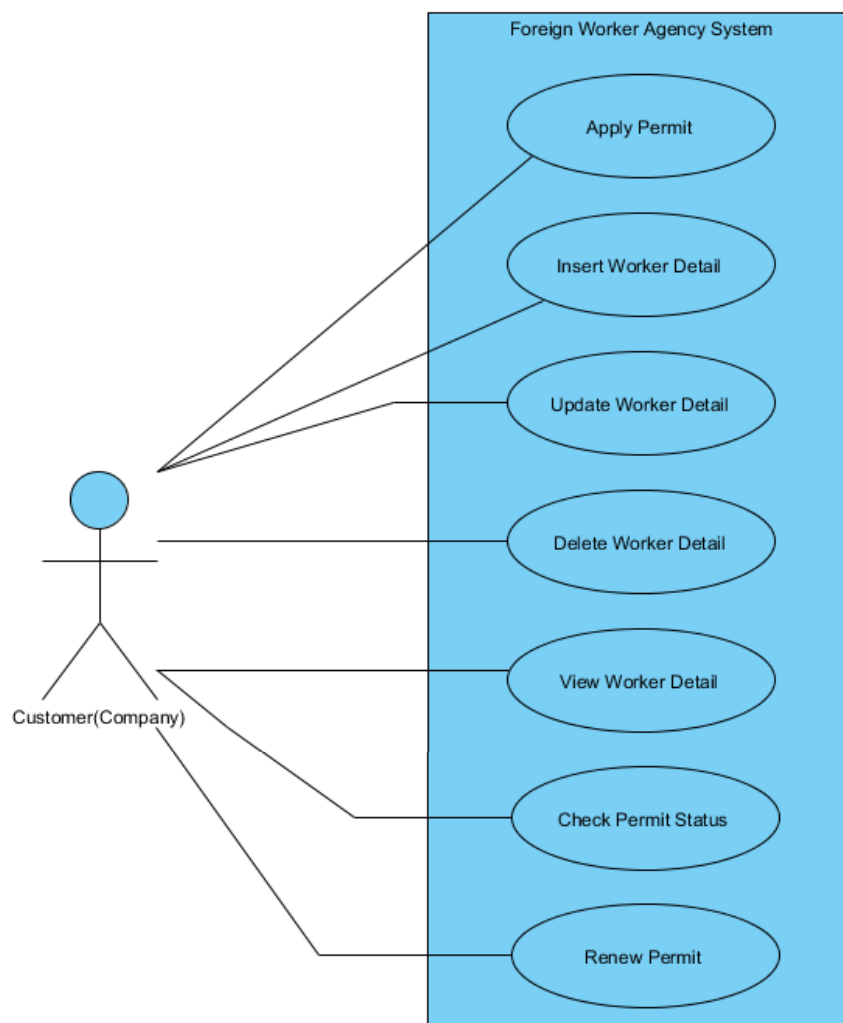 Foreign Worker Agency System
Apply Permit
Insert Worker Detail
Update Worker Detail
Delete Worker Detail
View Worker Detail
Customer(Company)
Check Permit Status
Renew Permit